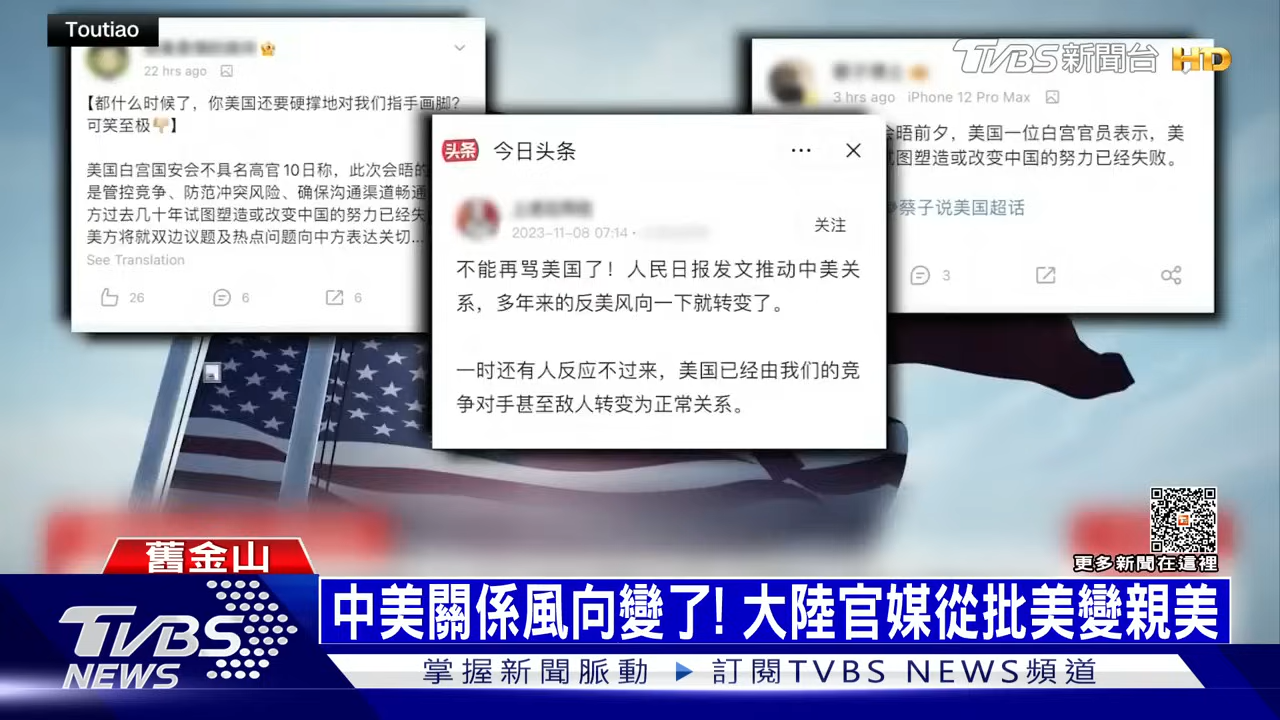 Toutiao
22 hrs ago
【都什么时候了，你美国还要硬撑地对我们指手画脚？
可笑至极👎】
美国白宫国安会不具名高官10日称，此次会晤的
是管控竞争、防范冲突风险、确保沟通渠道畅通
方过去几十年试图塑造或改变中国的努力已经失
美方将就双边议题及热点问题向中方表达关切...
See Translation
26 6 6
头条 今日头条
2023-11-08 07:14
关注
不能再骂美国了！人民日报发文推动中美关
系，多年来的反美风向一下就转变了。
一时还有人反应不过来，美国已经由我们的竞
争对手甚至敌人转变为正常关系。
TVBS新聞台 HD
3 hrs ago iPhone 12 Pro Max
晤前夕，美国一位白宫官员表示，美
图塑造或改变中国的努力已经失败。
蔡子说美国超话
3
更多新聞在這裡
舊金山
中美關係風向變了! 大陸官媒從批美變親美
TVBS
NEWS
掌握新聞脈動 ▶ 訂閱TVBS NEWS頻道